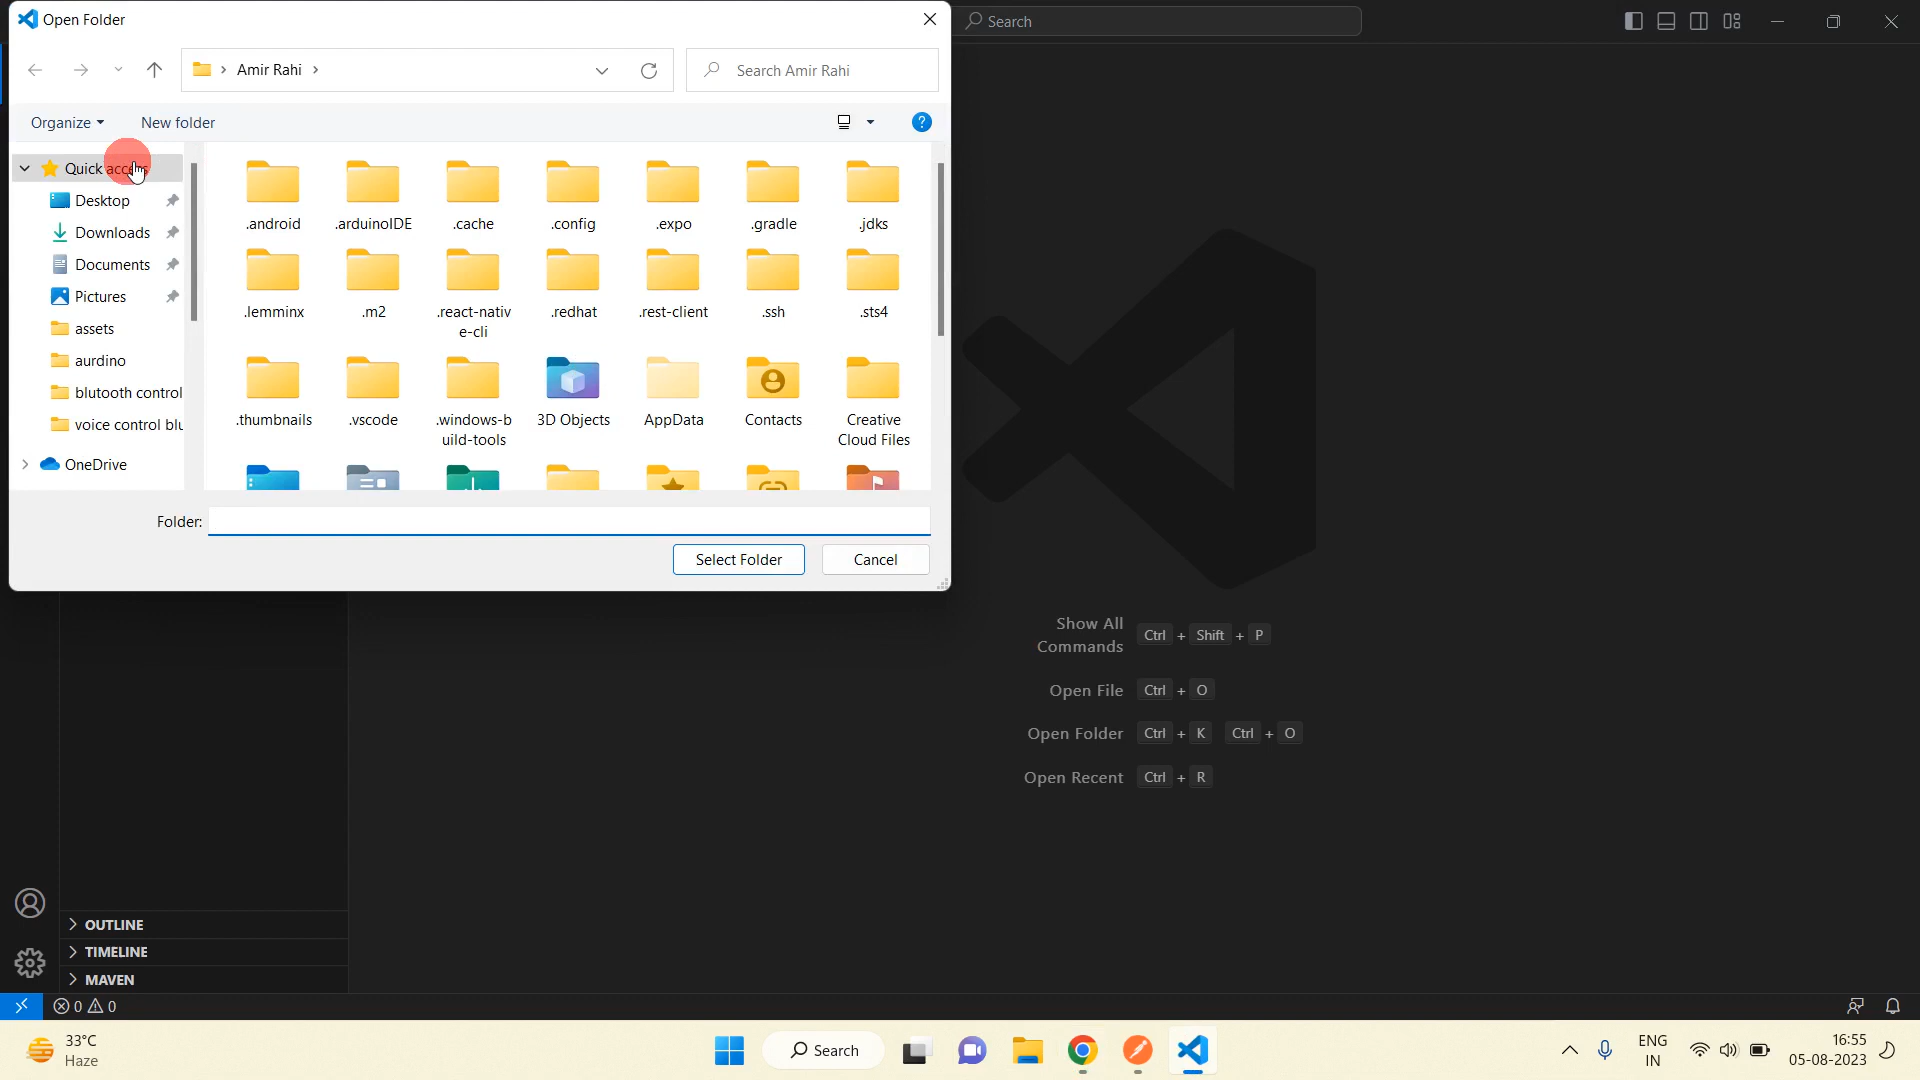 Open Folder
Search
Amir Rahi
Search Amir Rahi
Organize
New folder
Quick access
Desktop
Downloads
Documents
Pictures
assets
aurdino
blutooth control
voice control blu
OneDrive
.android
.arduinoIDE
.cache
.config
.expo
.gradle
.jdks
.lemminx
.m2
.react-nativ
e-cli
.redhat
.rest-client
.ssh
.sts4
.thumbnails
.vscode
.windows-b
uild-tools
3D Objects
AppData
Contacts
Creative
Cloud Files
Folder:
Select Folder
Cancel
Show All
Commands
Ctrl + Shift + P
Open File
Ctrl + O
Open Folder
Ctrl + K Ctrl + O
Open Recent
Ctrl + R
OUTLINE
TIMELINE
MAVEN
0 0
33°C
Haze
Search
ENG
IN
16:55
05-08-2023